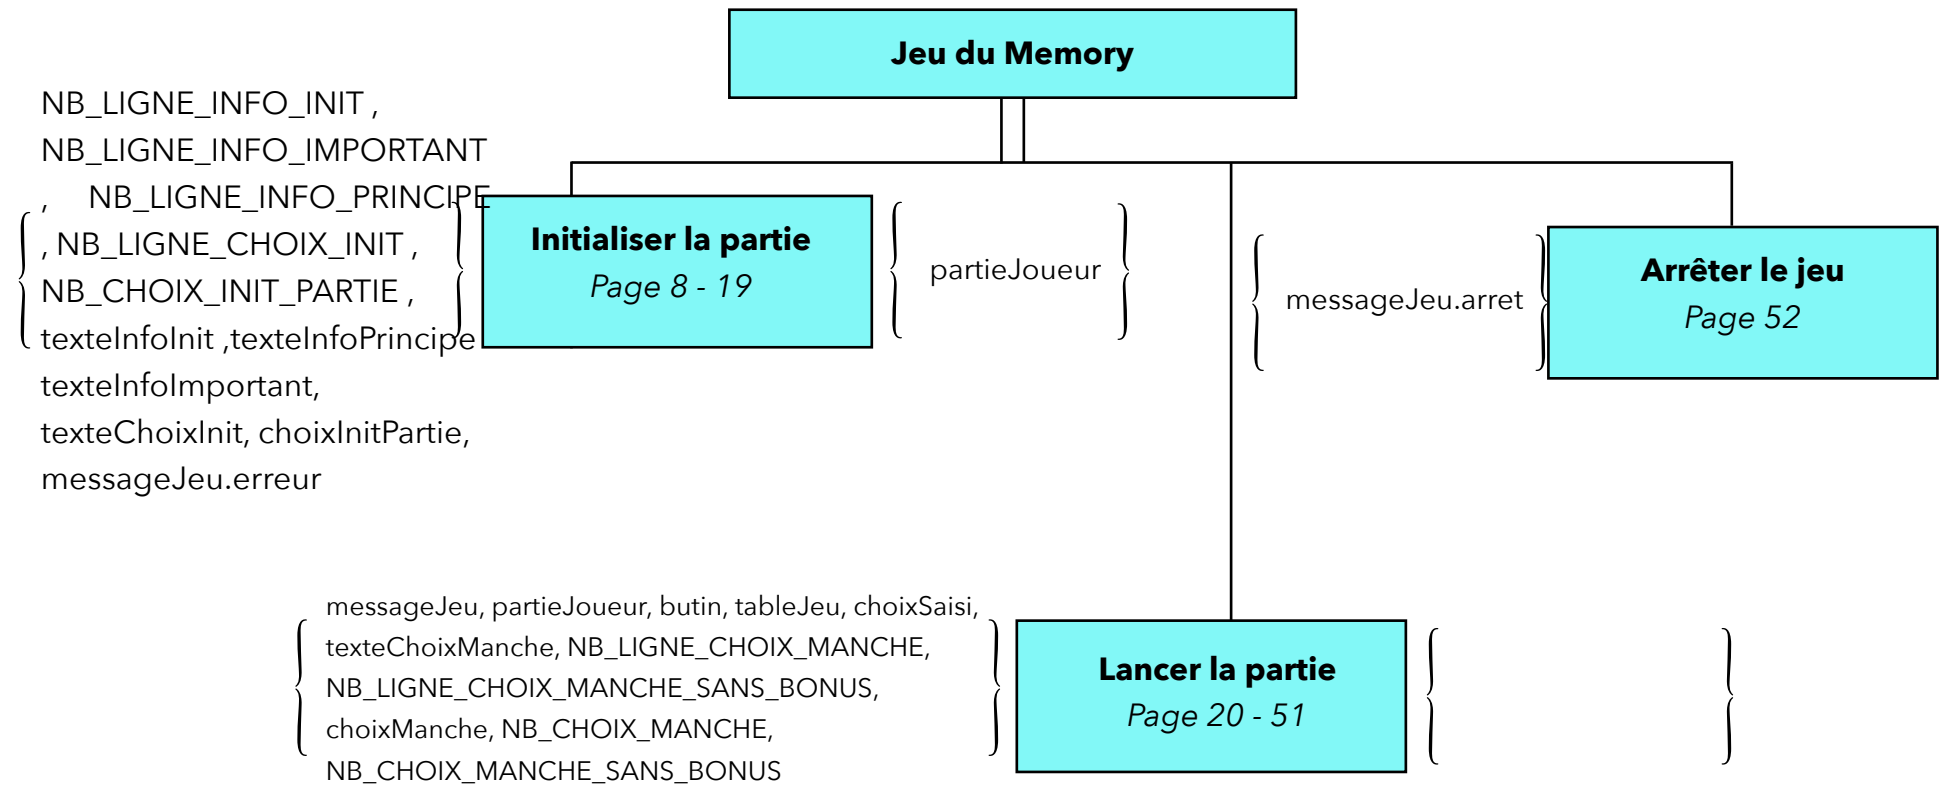 Jeu du Memory
NB_LIGNE_INFO_INIT ,
NB_LIGNE_INFO_IMPORTANT
, NB_LIGNE_INFO_PRINCIPE
, NB_LIGNE_CHOIX_INIT ,
NB_CHOIX_INIT_PARTIE ,
texteInfoInit ,texteInfoPrincipe
texteInfoImportant,
texteChoixInit, choixInitPartie,
messageJeu.erreur
Initialiser la partie
Page 8 - 19
partieJoueur
messageJeu.arret
Arrêter le jeu
Page 52
messageJeu, partieJoueur, butin, tableJeu, choixSaisi,
texteChoixManche, NB_LIGNE_CHOIX_MANCHE,
NB_LIGNE_CHOIX_MANCHE_SANS_BONUS,
choixManche, NB_CHOIX_MANCHE,
NB_CHOIX_MANCHE_SANS_BONUS
Lancer la partie
Page 20 - 51